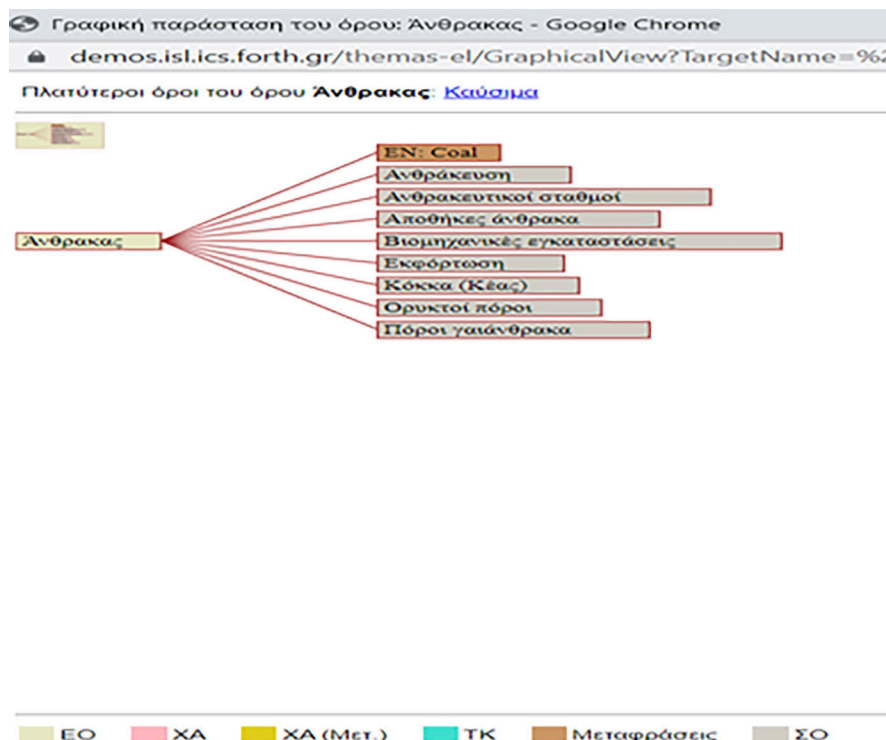 Γραφική παράσταση του όρου: Άνθρακας - Google Chrome
demos.isl.ics.forth.gr/themas-el/GraphicalView?TargetName=%2
Πλατύτεροι όροι του όρου Άνθρακας: Καύσιμα
EN: Coal
Ανθράκευση
Ανθρακευτικοί σταθμοί
Αποθήκες άνθρακα
Άνθρακας
Βιομηχανικές εγκαταστάσεις
Εκφόρτωση
Κόκκα (Κέας)
Ορυκτοί πόροι
Πόροι γαιάνθρακα
ΕΟ ΧΑ ΧΑ (Μετ.) ΤΚ Μεταφράσεις ΣΟ